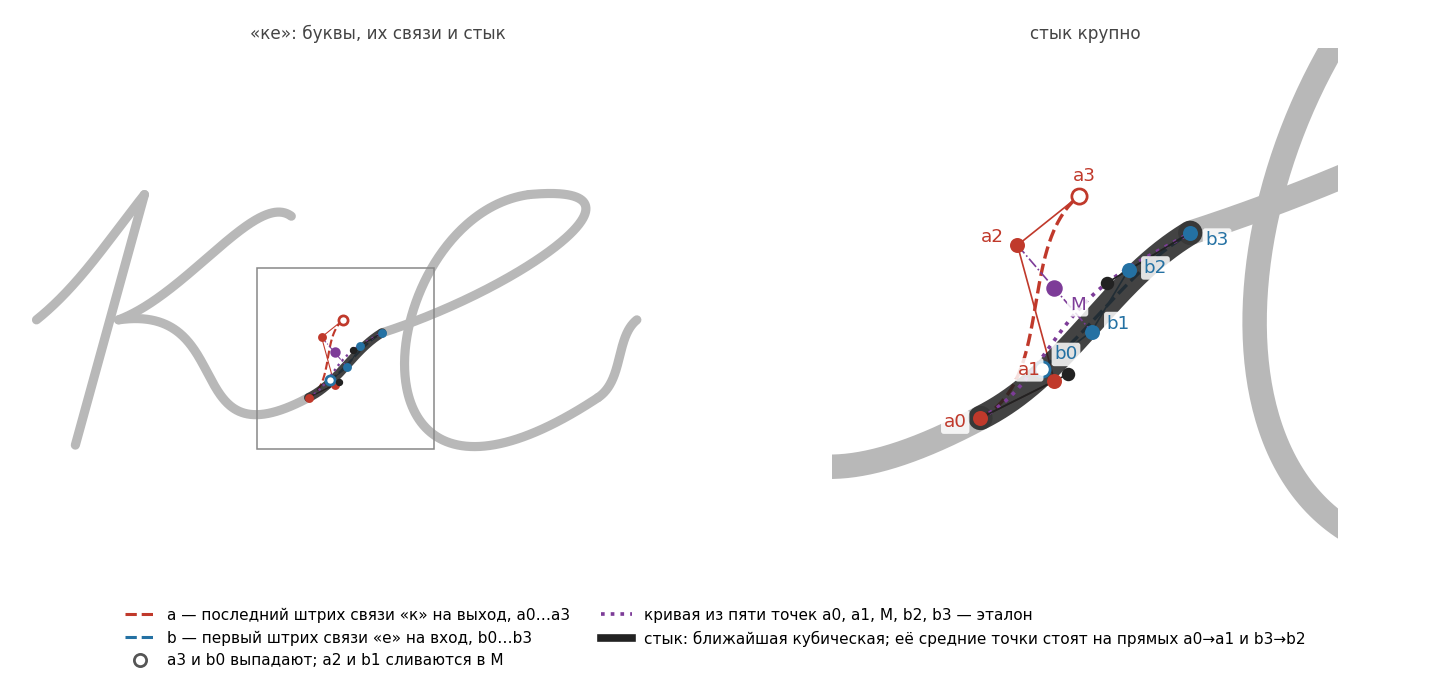 «ке»: буквы, их связи и стык
ке
стык крупно
a3
a2
b3
b2
M
b1
b0
a1
a0
a — последний штрих связи «к» на выход, a0…a3
b — первый штрих связи «е» на вход, b0…b3
a3 и b0 выпадают; a2 и b1 сливаются в M
кривая из пяти точек a0, a1, M, b2, b3 — эталон
стык: ближайшая кубическая; её средние точки стоят на прямых a0→a1 и b3→b2